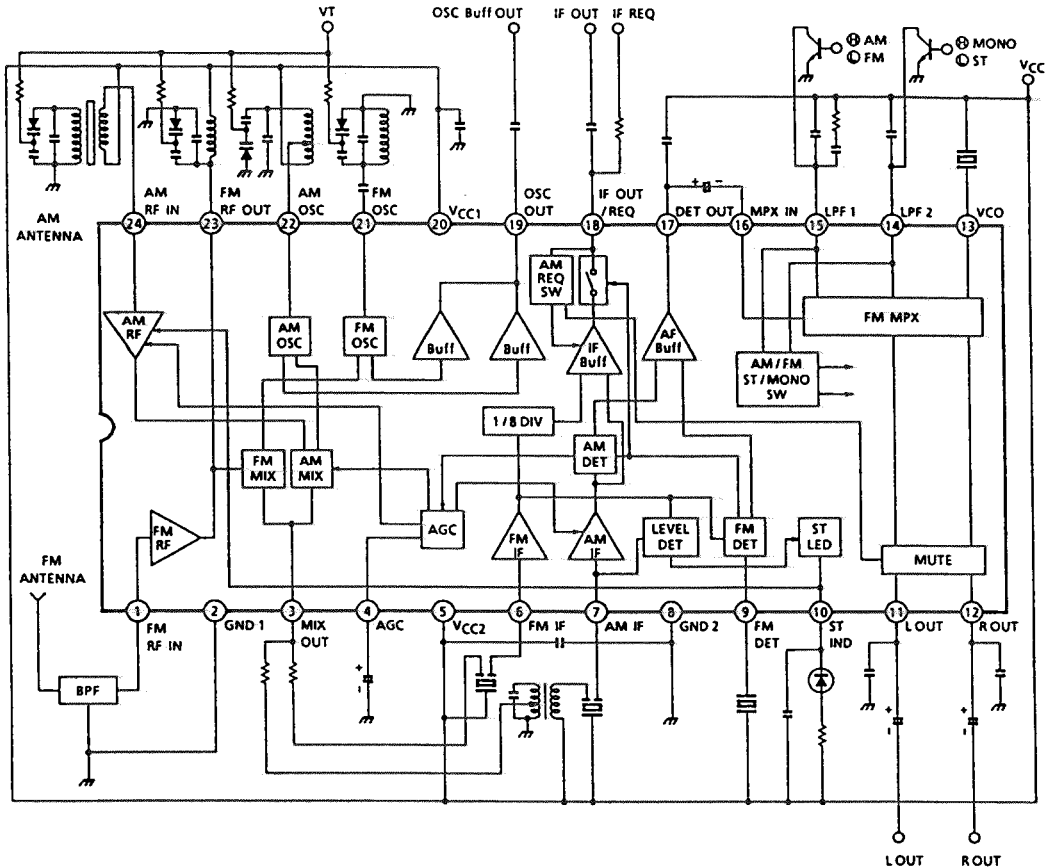 VT
OSC Buff OUT
IF OUT
IF REQ
Ⓗ AM
Ⓛ FM
Ⓗ MONO
Ⓛ ST
VCC
AM
ANTENNA
AM
RF IN
FM
RF OUT
AM
OSC
FM
OSC
VCC1
OSC
OUT
IF OUT
/REQ
DET OUT
MPX IN
LPF 1
LPF 2
VCO
24
23
22
21
20
19
18
17
16
15
14
13
AM
RF
AM
OSC
FM
OSC
Buff
Buff
AM
REQ
SW
IF
Buff
AF
Buff
FM MPX
AM / FM
ST / MONO
SW
1 / 8 DIV
FM
MIX
AM
MIX
AM
DET
FM
RF
AGC
FM
IF
AM
IF
LEVEL
DET
FM
DET
ST
LED
MUTE
FM
ANTENNA
1
2
3
4
5
6
7
8
9
10
11
12
FM
RF IN
GND 1
MIX
OUT
AGC
VCC2
FM IF
AM IF
GND 2
FM
DET
ST
IND
L OUT
R OUT
BPF
+
-
+
-
+
-
+
-
L OUT
R OUT